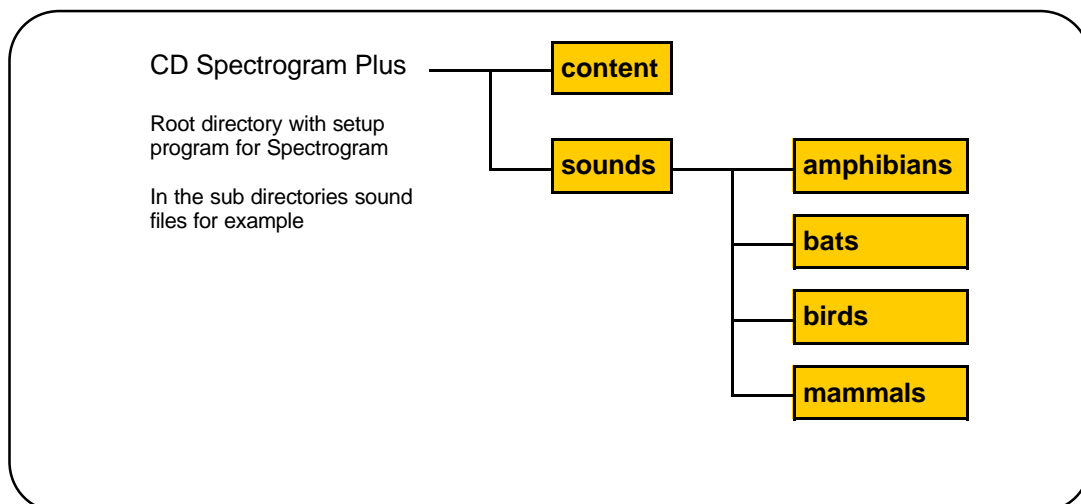 CD Spectrogram Plus
Root directory with setup
program for Spectrogram
In the sub directories sound
files for example
content
sounds
amphibians
bats
birds
mammals